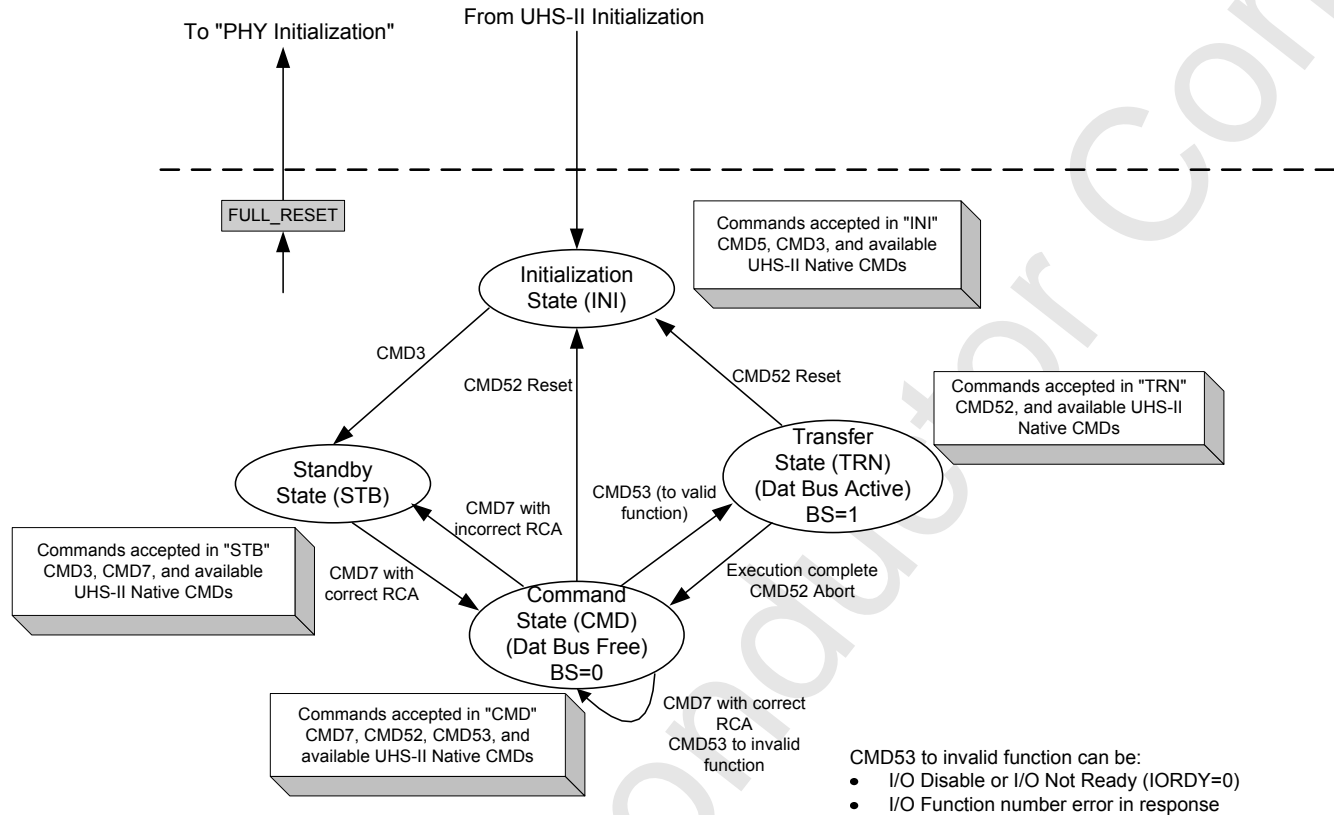 From UHS-II Initialization
To "PHY Initialization"
FULL_RESET
Commands accepted in "INI"
CMD5, CMD3, and available
UHS-II Native CMDs
Initialization
State (INI)
CMD3
CMD52 Reset
CMD52 Reset
Commands accepted in "TRN"
CMD52, and available UHS-II
Native CMDs
Transfer
State (TRN)
(Dat Bus Active)
BS=1
Standby
State (STB)
CMD7 with
incorrect RCA
CMD53 (to valid
function)
Commands accepted in "STB"
CMD3, CMD7, and available
UHS-II Native CMDs
CMD7 with
correct RCA
Execution complete
CMD52 Abort
Command
State (CMD)
(Dat Bus Free)
BS=0
Commands accepted in "CMD"
CMD7, CMD52, CMD53, and
available UHS-II Native CMDs
CMD7 with correct
RCA
CMD53 to invalid
function
CMD53 to invalid function can be:
• I/O Disable or I/O Not Ready (IORDY=0)
• I/O Function number error in response